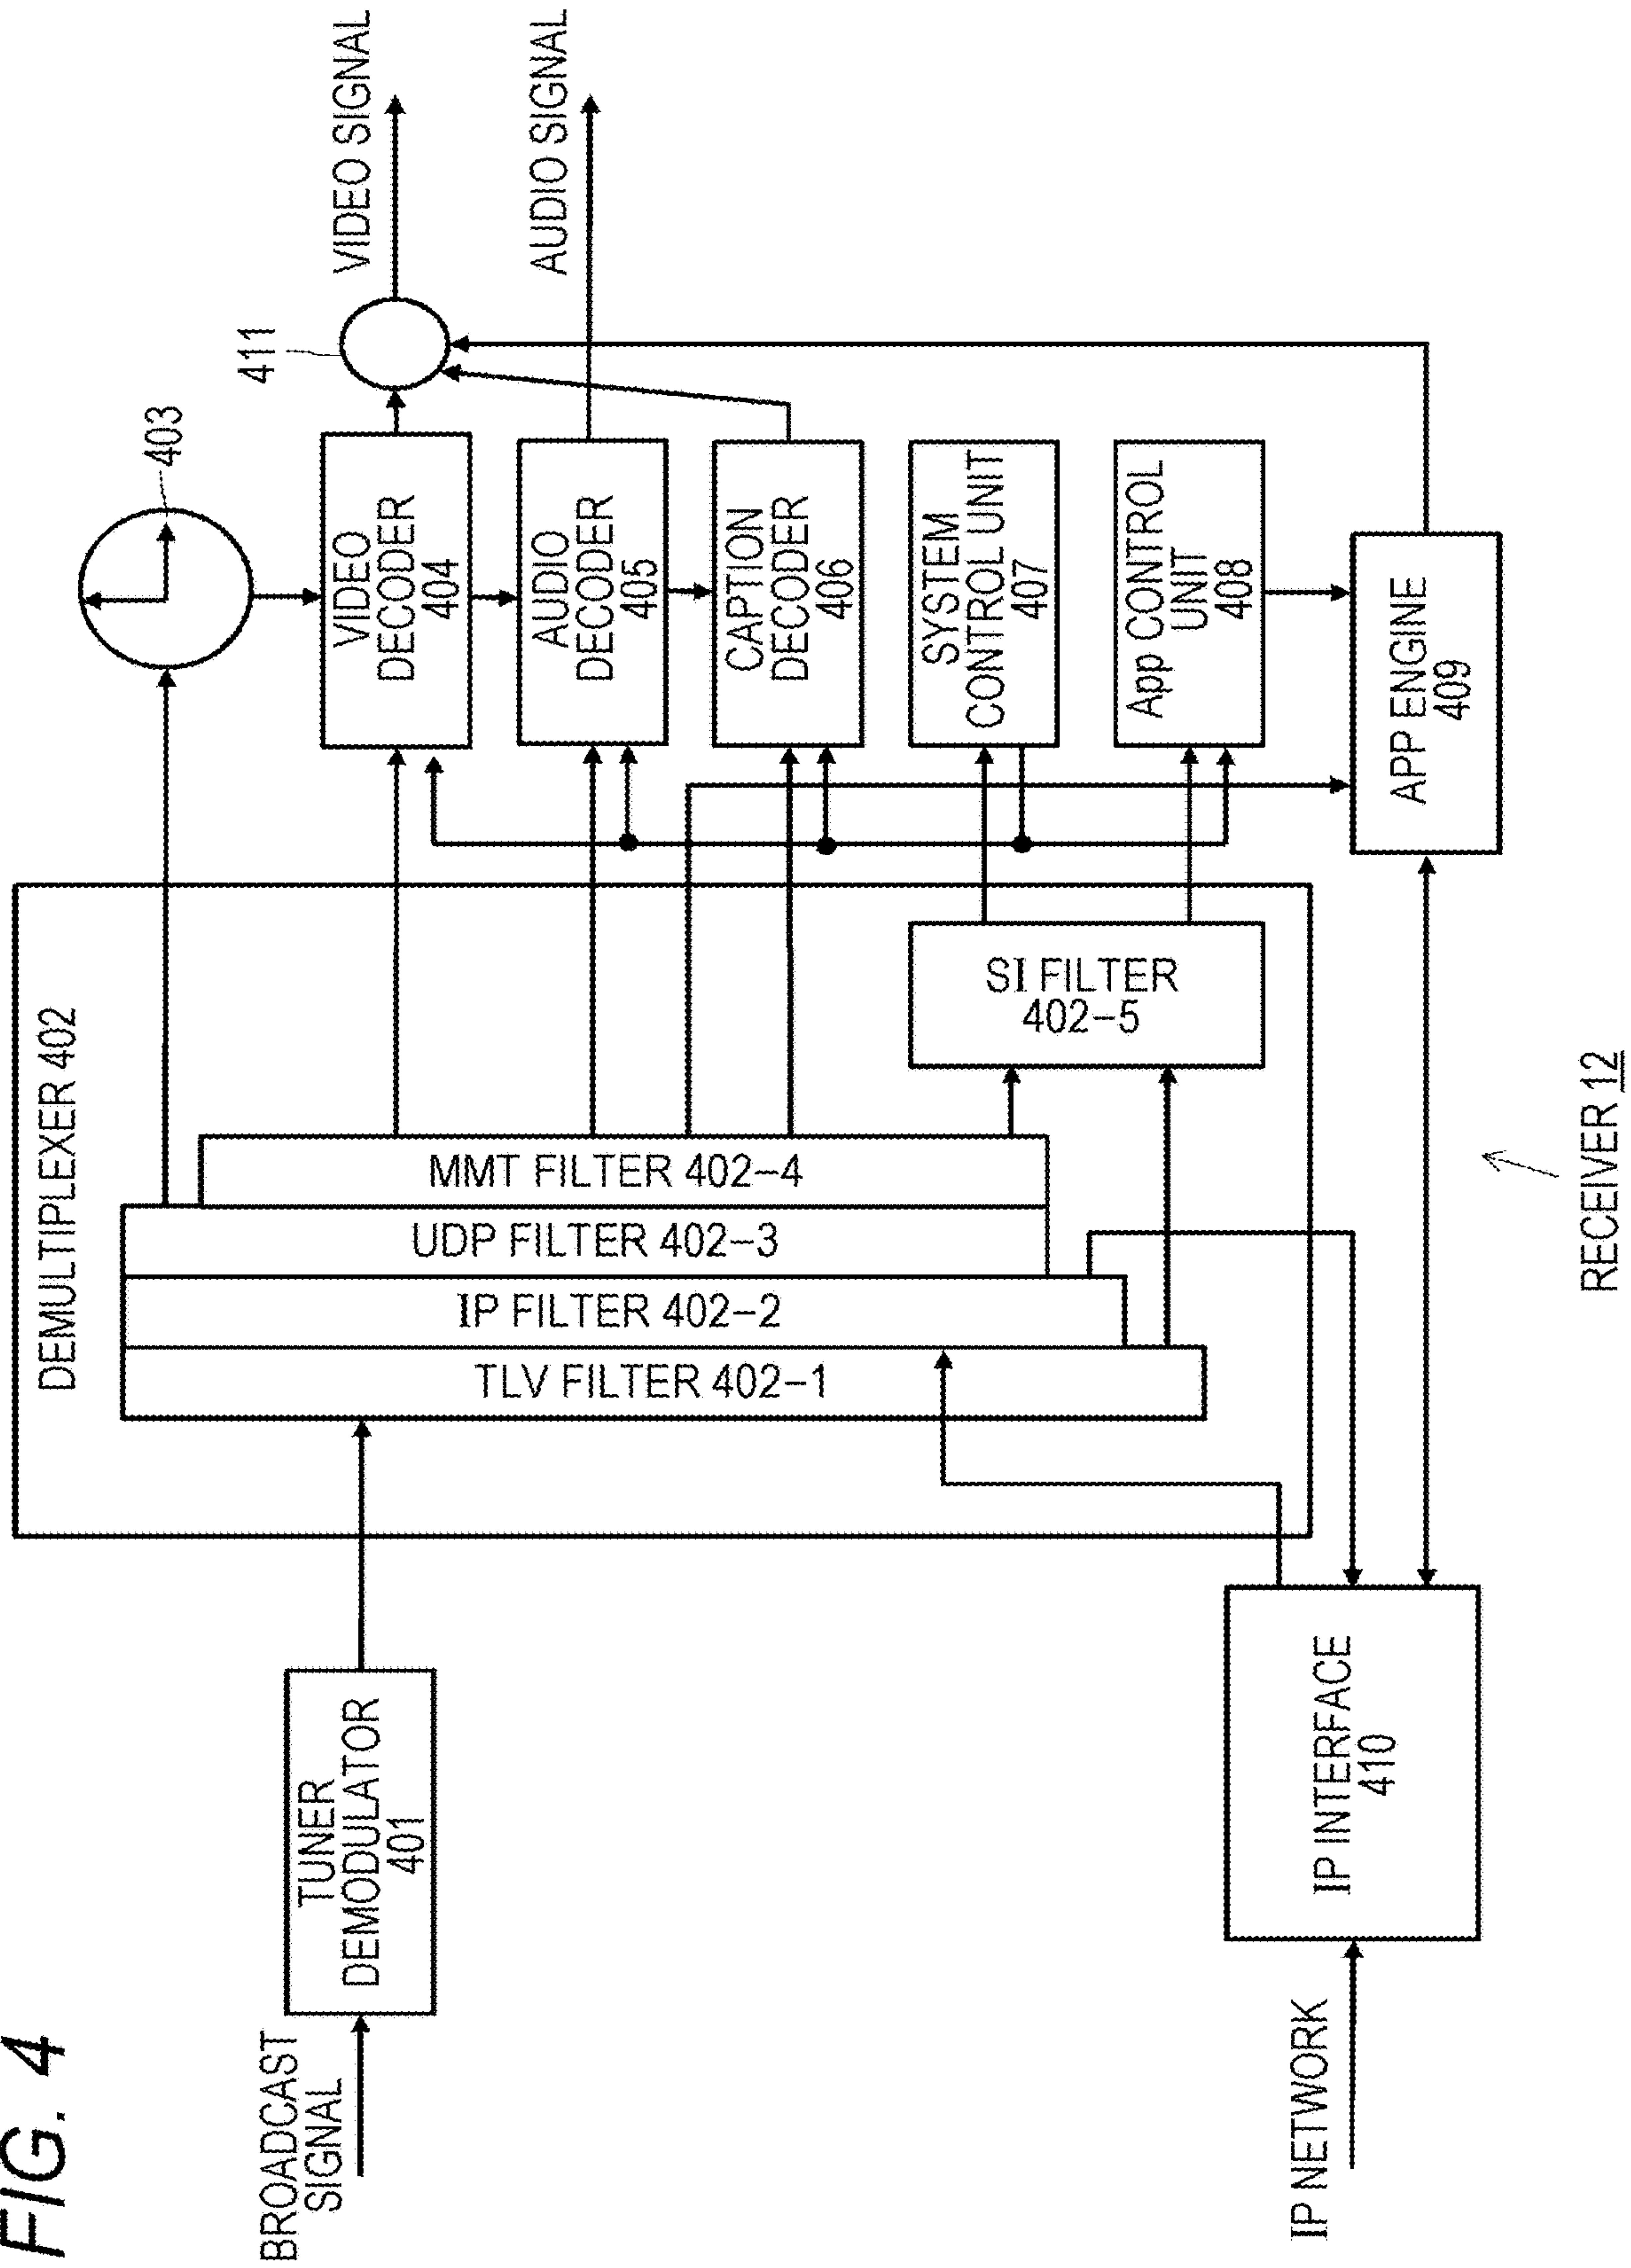 FIG. 4
BROADCAST
SIGNAL
TUNER
DEMODULATOR
401
DEMULTIPLEXER 402
TLV FILTER 402-1
IP FILTER 402-2
UDP FILTER 402-3
MMT FILTER 402-4
SI FILTER
402-5
403
VIDEO
DECODER
404
AUDIO
DECODER
405
CAPTION
DECODER
406
SYSTEM
CONTROL UNIT
407
App CONTROL
UNIT
408
APP ENGINE
409
411
VIDEO SIGNAL
AUDIO SIGNAL
IP NETWORK
IP INTERFACE
410
RECEIVER 12